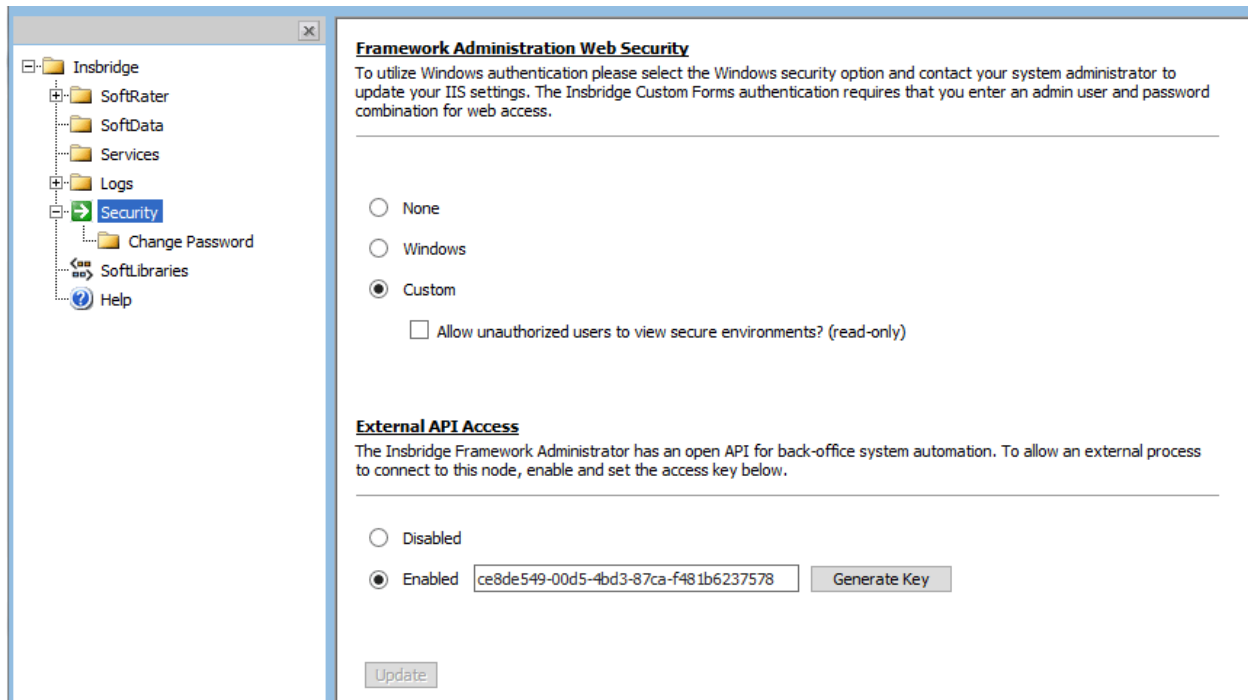 Insbridge
SoftRater
SoftData
Services
Logs
Security
Change Password
SoftLibraries
Help
Framework Administration Web Security
To utilize Windows authentication please select the Windows security option and contact your system administrator to
update your IIS settings. The Insbridge Custom Forms authentication requires that you enter an admin user and password
combination for web access.
None
Windows
Custom
Allow unauthorized users to view secure environments? (read-only)
External API Access
The Insbridge Framework Administrator has an open API for back-office system automation. To allow an external process
to connect to this node, enable and set the access key below.
Disabled
Enabled ce8de549-00d5-4bd3-87ca-f481b6237578 Generate Key
Update